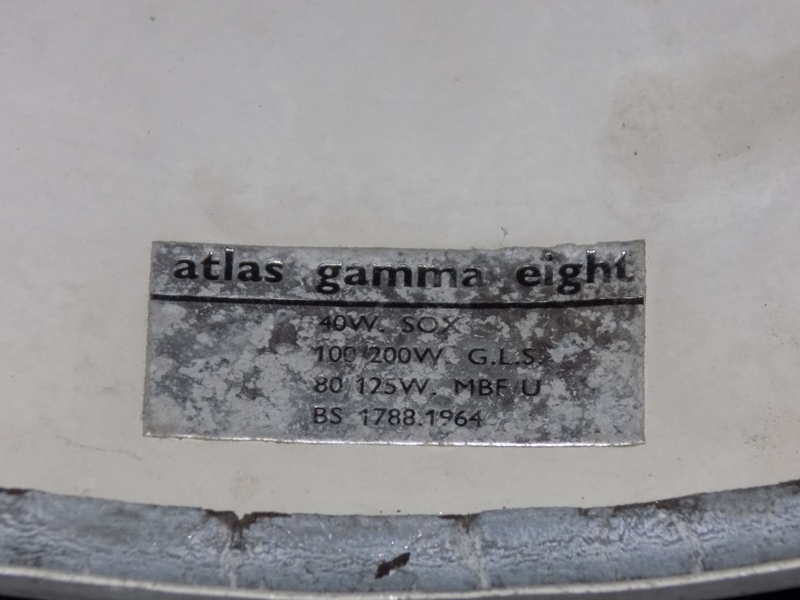 atlas gamma eight
40W. SOX
100/200W. G.L.S.
80/125W. MBF/U
BS 1788.1964